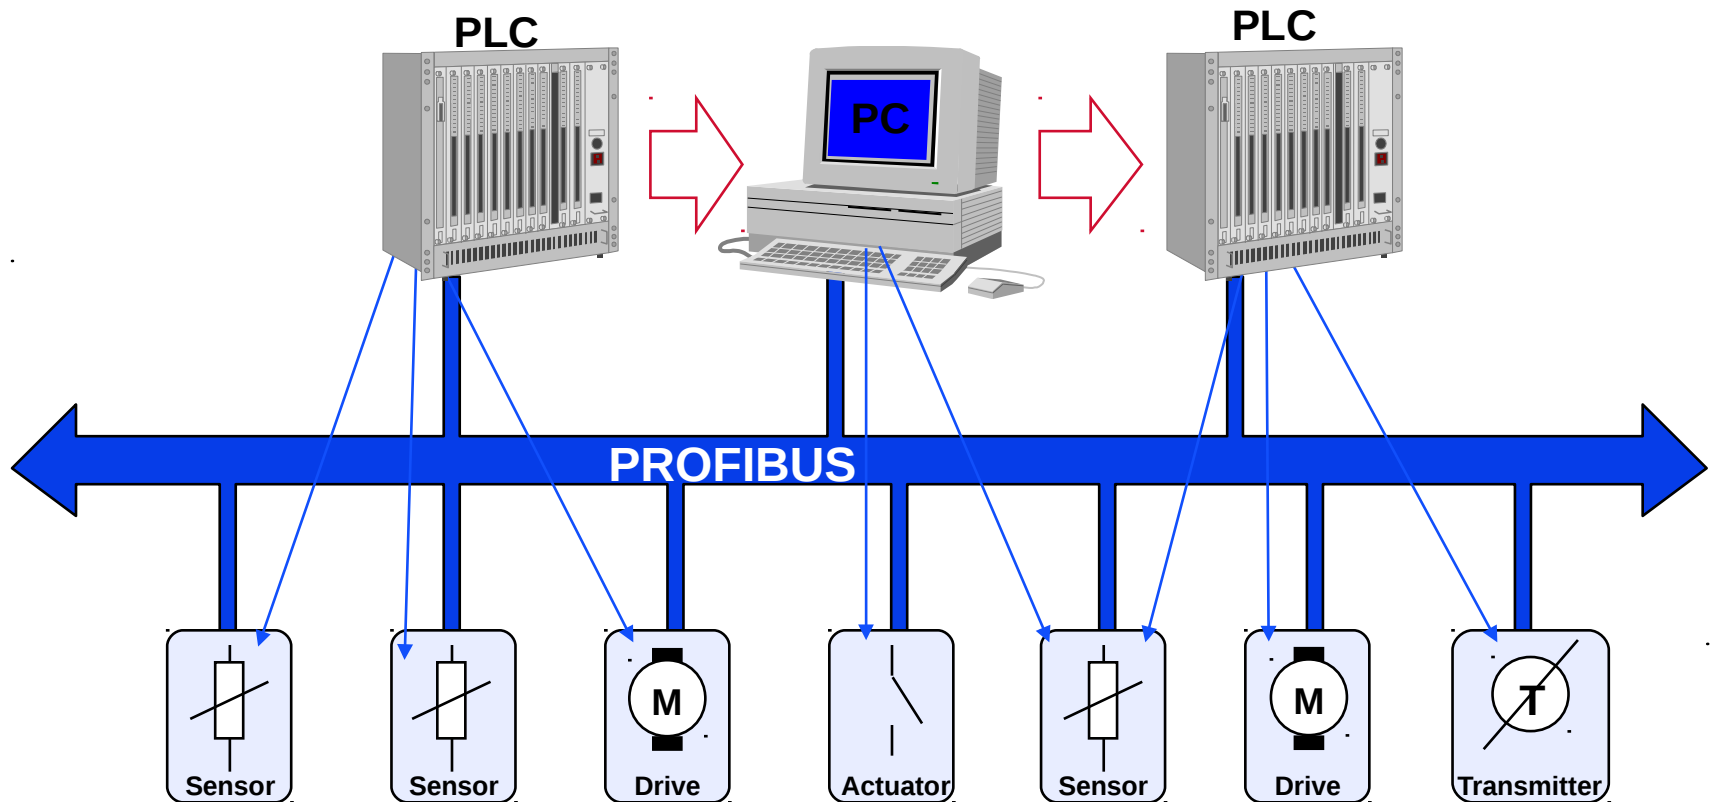 PLC
PC
PLC
PROFIBUS
M
M
T
Sensor
Sensor
Drive
Actuator
Sensor
Drive
Transmitter